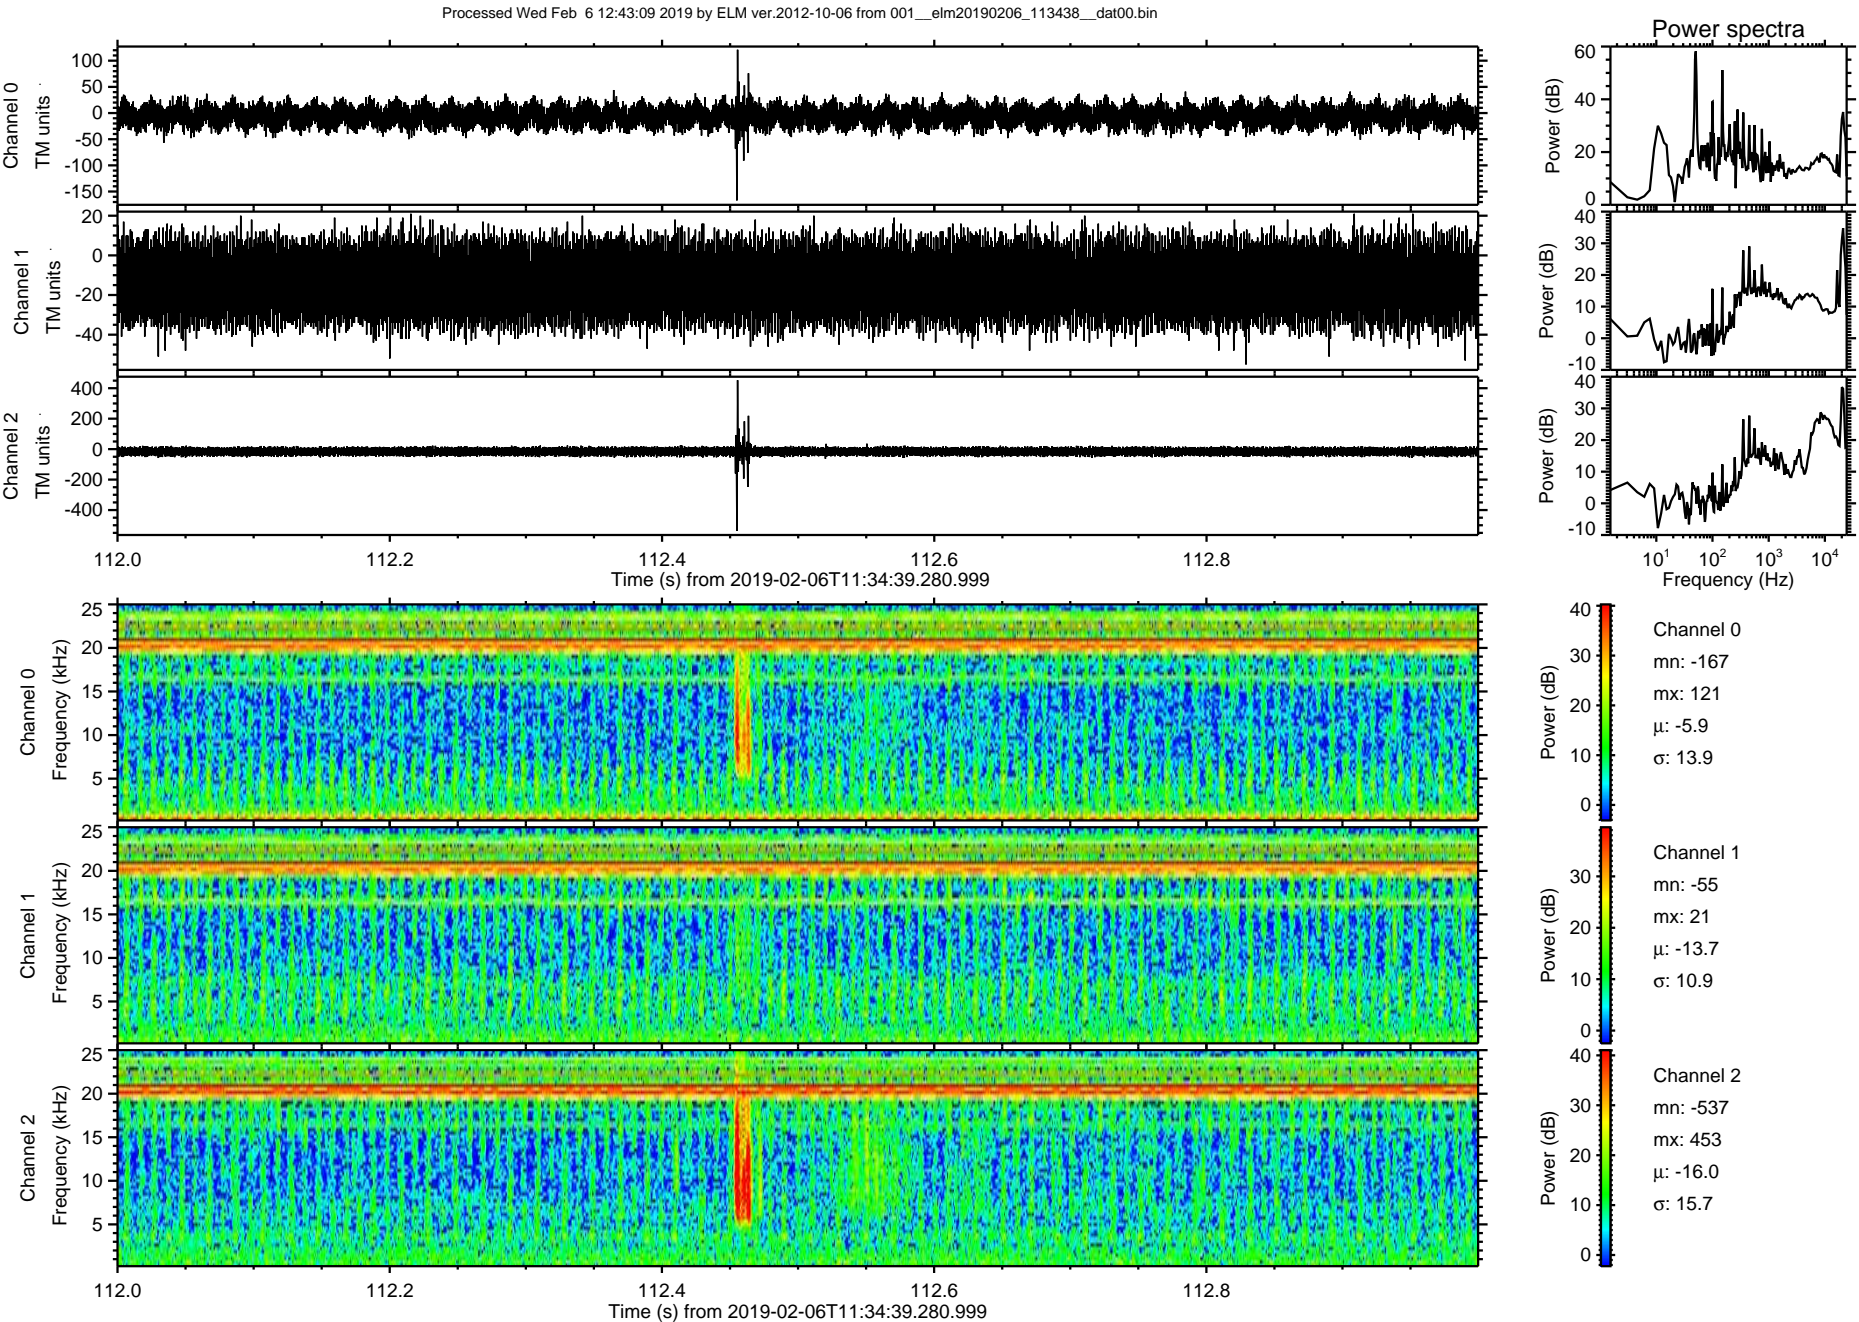 Processed Wed Feb  6 12:43:09 2019 by ELM ver.2012-10-06 from 001__elm20190206_113438__dat00.bin
Power spectra
Channel 0
TM units
100
50
0
-50
-100
-150
Power (dB)
60
40
20
0
Channel 1
TM units
20
0
-20
-40
Power (dB)
40
30
20
10
0
-10
Channel 2
TM units
400
200
0
-200
-400
Power (dB)
40
30
20
10
0
-10
112.0 112.2 112.4 112.6 112.8
Time (s) from 2019-02-06T11:34:39.280.999
10¹ 10² 10³ 10⁴
Frequency (Hz)
Channel 0
Frequency (kHz)
25
20
15
10
5
Power (dB)
40
30
20
10
0
Channel 0
mn: -167
mx: 121
μ: -5.9
σ: 13.9
Channel 1
Frequency (kHz)
25
20
15
10
5
Power (dB)
30
20
10
0
Channel 1
mn: -55
mx: 21
μ: -13.7
σ: 10.9
Channel 2
Frequency (kHz)
25
20
15
10
5
Power (dB)
40
30
20
10
0
Channel 2
mn: -537
mx: 453
μ: -16.0
σ: 15.7
112.0 112.2 112.4 112.6 112.8
Time (s) from 2019-02-06T11:34:39.280.999